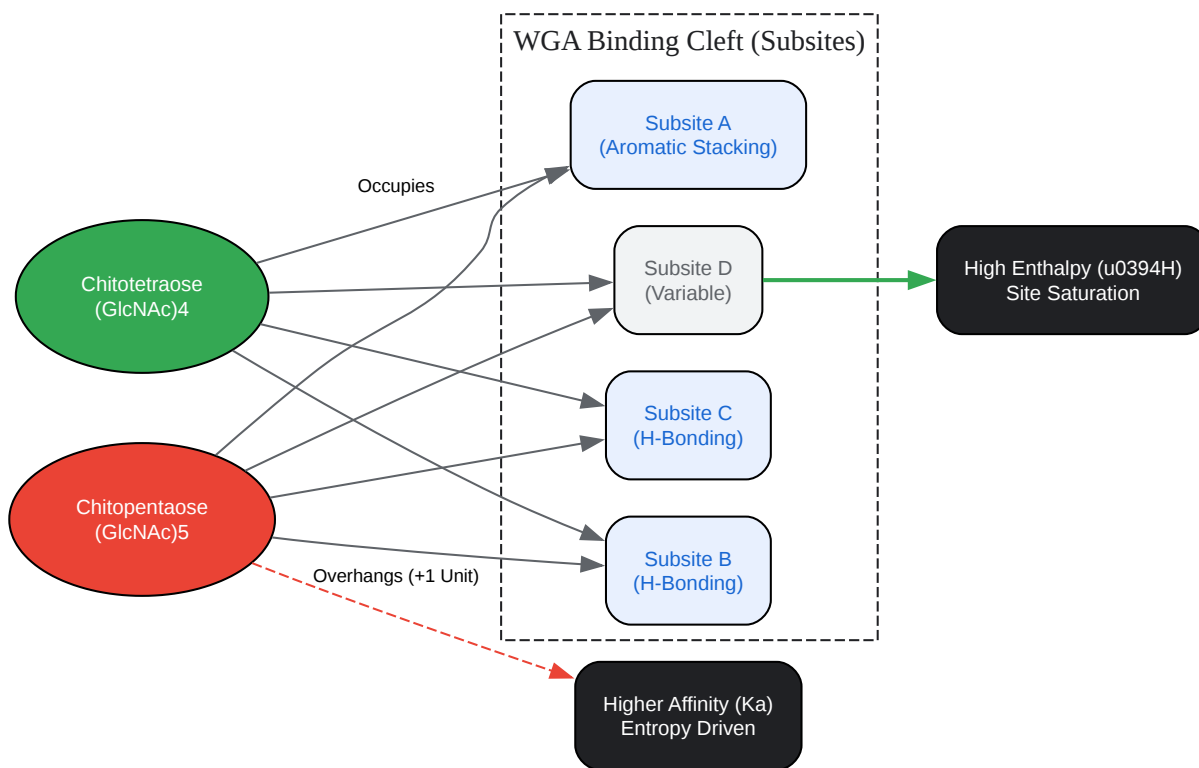 WGA Binding Cleft (Subsites)
Subsite A
(Aromatic Stacking)
Occupies
Subsite D
(Variable)
High Enthalpy (u0394H)
Site Saturation
Chitotetraose
(GlcNAc)4
Subsite C
(H-Bonding)
Chitopentaose
(GlcNAc)5
Subsite B
(H-Bonding)
Overhangs (+1 Unit)
Higher Affinity (Ka)
Entropy Driven